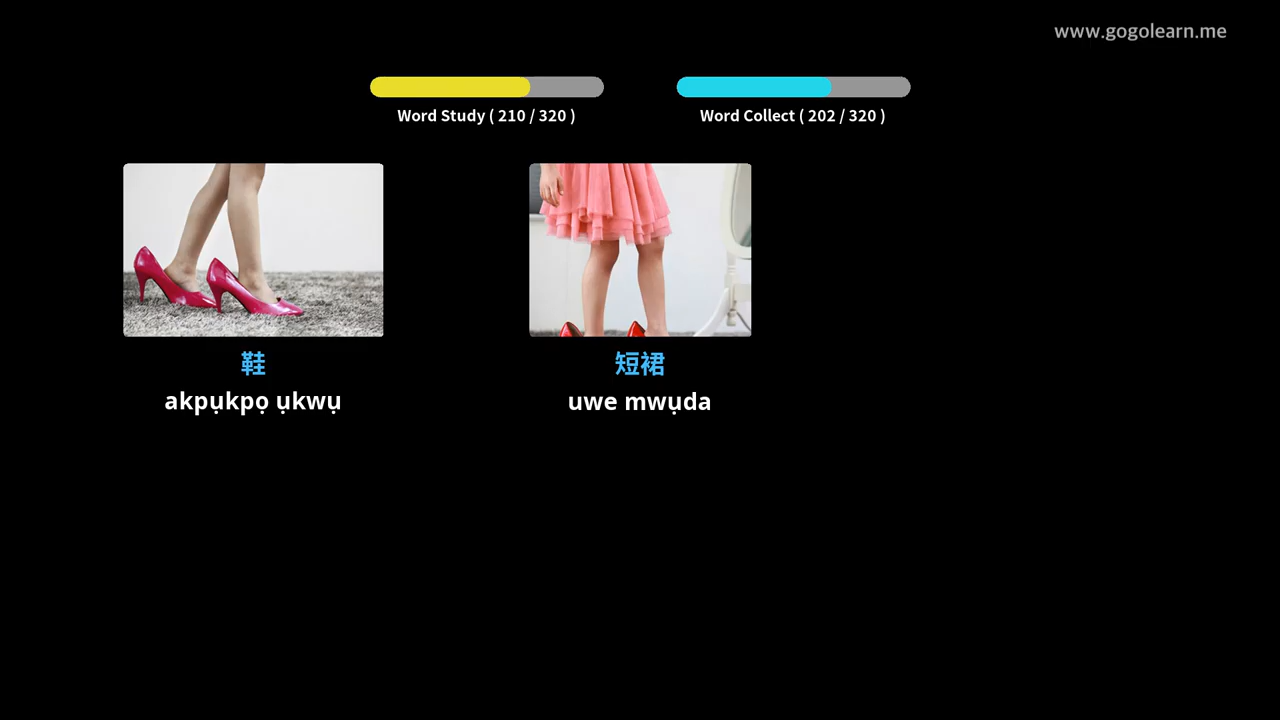 www.gogolearn.me
Word Study ( 210 / 320 )
Word Collect ( 202 / 320 )
鞋
akpụkpọ ụkwụ
短裙
uwe mwụda